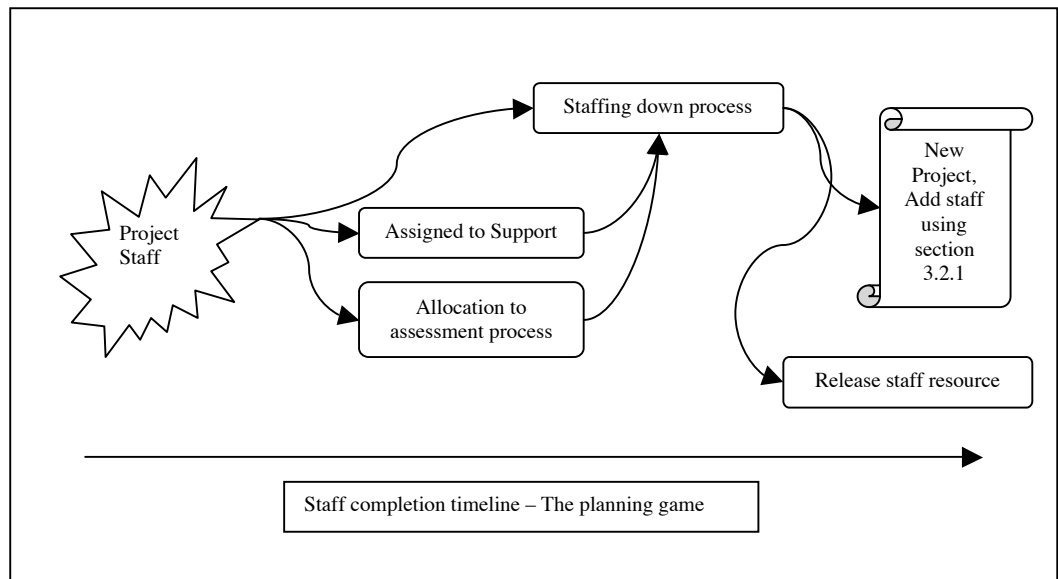 Staffing down process
New
Project,
Add staff
using
section
3.2.1
Project
Staff
Assigned to Support
Allocation to
assessment process
Release staff resource
Staff completion timeline – The planning game